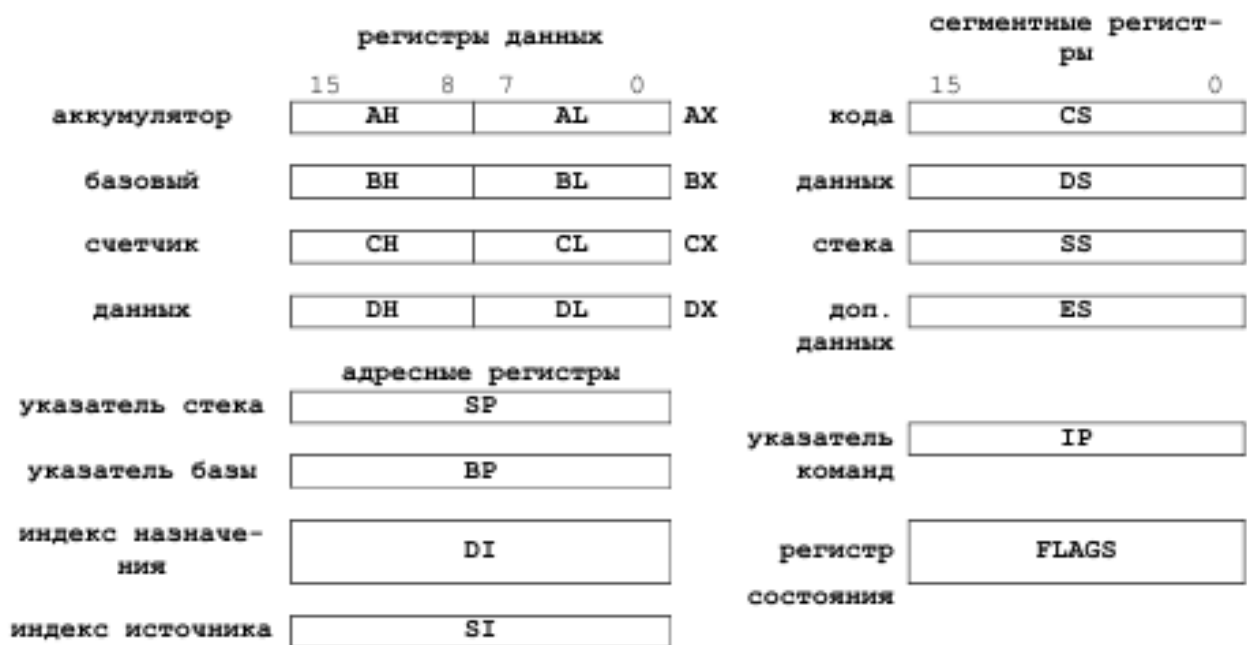 регистры данных
сегментные регист-
ры
15 8 7 0
15 0
аккумулятор AH AL AX
кода CS
базовый BH BL BX
данных DS
счетчик CH CL CX
стека SS
данных DH DL DX
доп. ES
данных
адресные регистры
указатель стека SP
указатель IP
команд
указатель базы BP
индекс назначе-
ния DI
регистр FLAGS
состояния
индекс источника SI